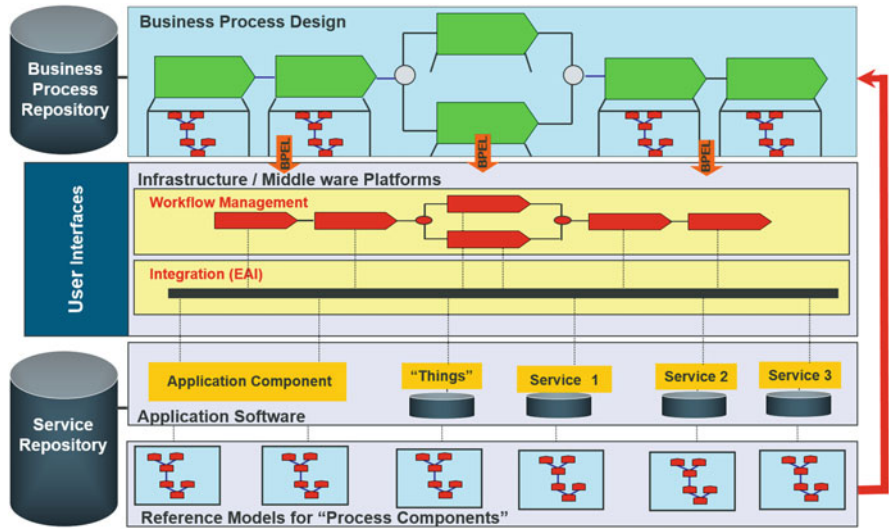 Business Process Design
Business
Process
Repository
BPEL
BPEL
BPEL
User Interfaces
Infrastructure / Middle ware Platforms
Workflow Management
Integration (EAI)
Service
Repository
Application Component
“Things”
Service 1
Service 2
Service 3
Application Software
Reference Models for “Process Components”